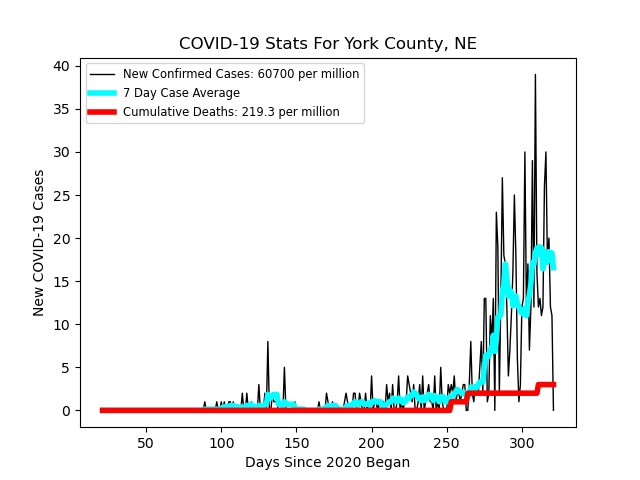 COVID-19 Stats For York County, NE
New Confirmed Cases: 60700 per million
7 Day Case Average
Cumulative Deaths: 219.3 per million
40
35
30
25
20
15
10
5
0
New COVID-19 Cases
50 100 150 200 250 300
Days Since 2020 Began